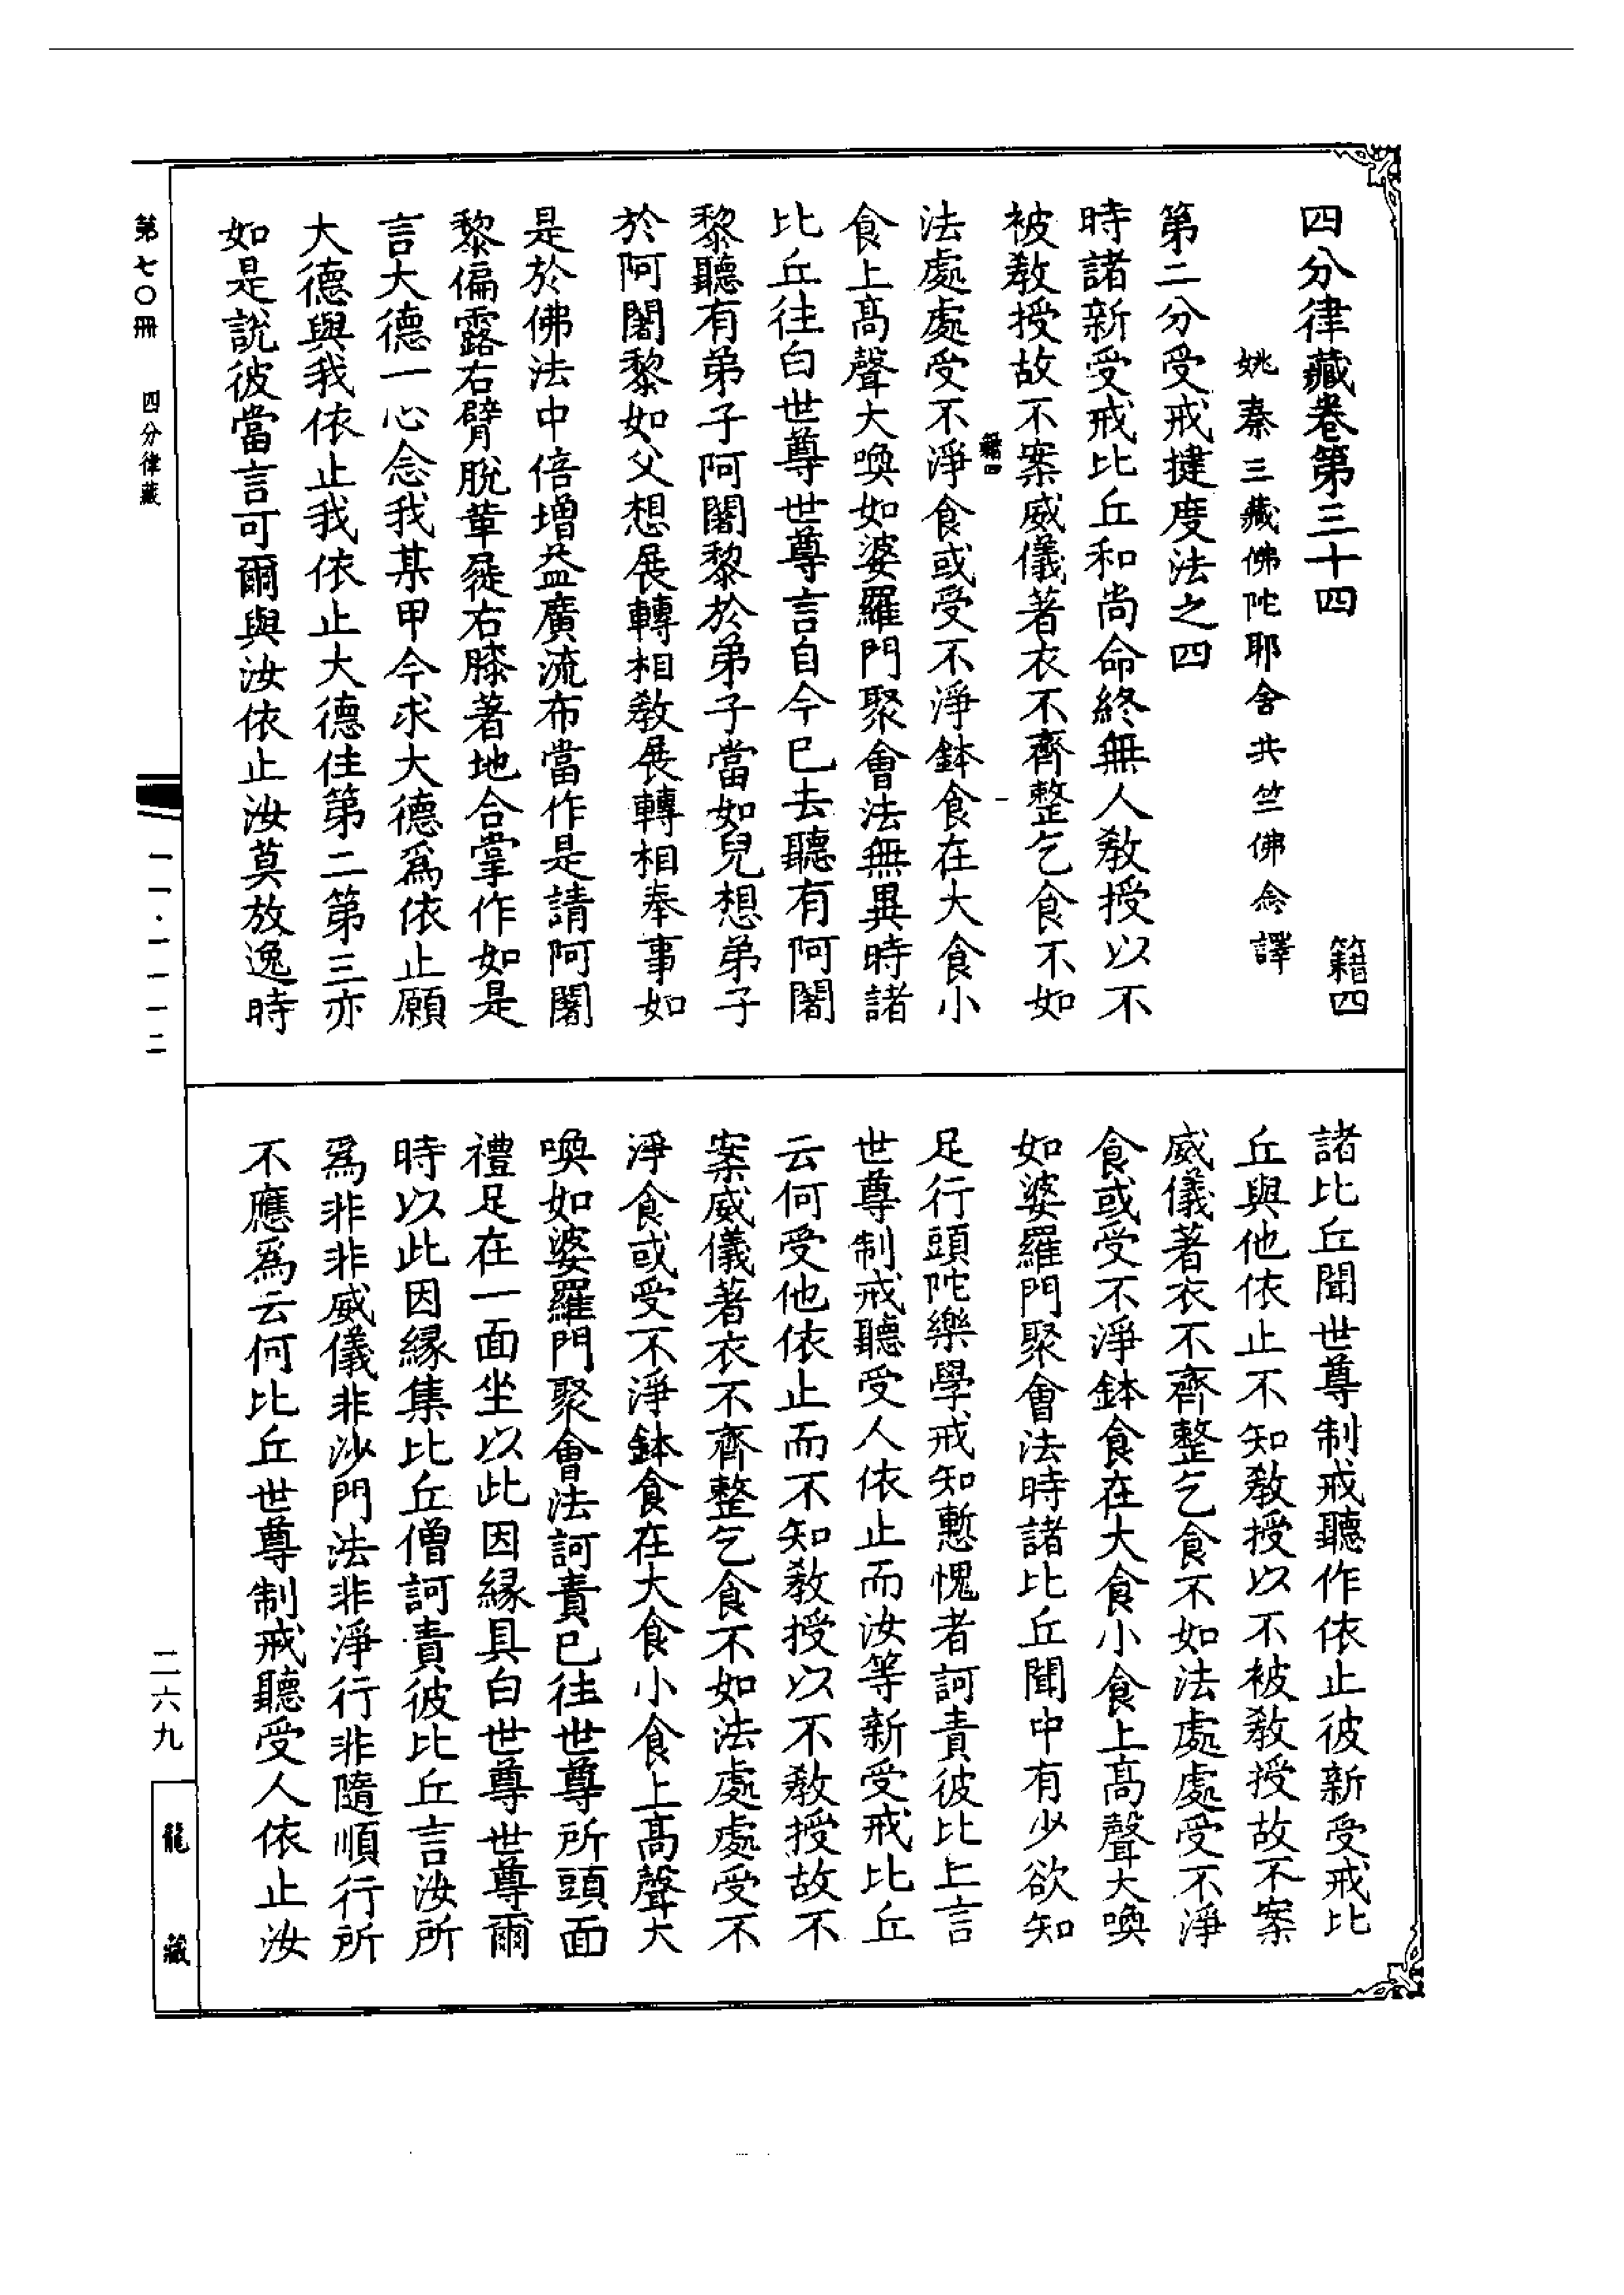 四分律藏卷第三十四 籍四
姚秦三藏佛陀耶舍共竺佛念譯
第二分受戒揵度法之四
時諸新受戒比丘和尚命終無人教授以不
被教授故不案威儀著衣不齊整乞食不如
籍四
法處處受不淨食或受不淨鉢食在大食小
食上高聲大喚如婆羅門聚會法無異時諸
比丘往白世尊世尊言自今已去聽有阿闍
黎聽有弟子阿闍黎於弟子當如兒想弟子
於阿闍黎如父想展轉相教展轉相奉事如
是於佛法中倍增益廣流布當作是請阿闍
黎偏露右臂脫革屣右膝著地合掌作如是
言大德一心念我某甲今求大德爲依止願
大德與我依止我依止大德住第二第三亦
如是說彼當言可爾與汝依止汝莫放逸時
諸比丘聞世尊制戒聽作依止彼新受戒比
丘與他依止不知教授以不被教授故不案
威儀著衣不齊整乞食不如法處處受不淨
食或受不淨鉢食在大食小食上高聲大喚
如婆羅門聚會法時諸比丘聞中有少欲知
足行頭陀樂學戒知慙愧者訶責彼比上言
世尊制戒聽受人依止而汝等新受戒比丘
云何受他依止而不知教授以不教授故不
案威儀著衣不齊整乞食不如法處處受不
淨食或受不淨鉢食在大食小食上高聲大
喚如婆羅門聚會法訶責已往世尊所頭面
禮足在一面坐以此因緣具白世尊世尊爾
時以此因緣集比丘僧訶責彼比丘言汝所
爲非非威儀非沙門法非淨行非隨順行所
不應爲云何比丘世尊制戒聽受人依止汝
第七〇冊 四分律藏
一一·一一一二
二六九
龍藏